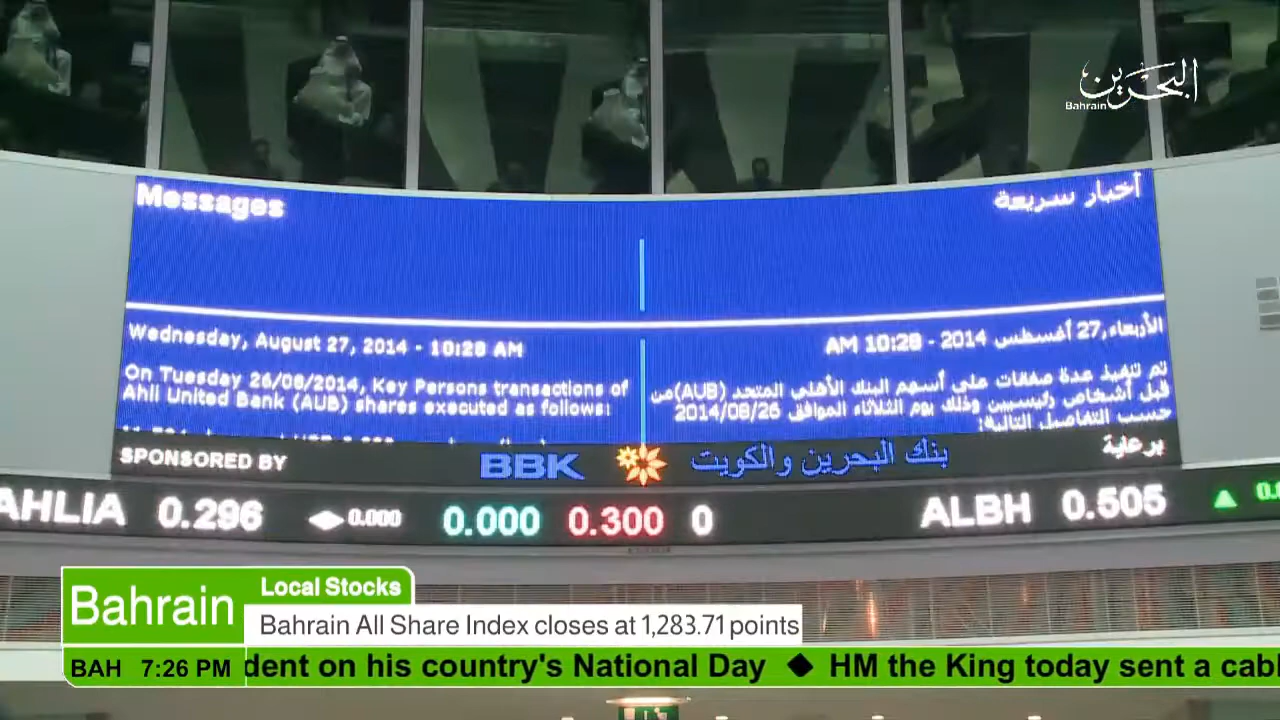 البحرين
Bahrain
Messages
أخبار سريعة
Wednesday, August 27, 2014 - 10:28 AM
الأربعاء,27 أغسطس 2014 - 10:28 AM
On Tuesday 26/08/2014, Key Persons transactions of
Ahli United Bank (AUB) shares executed as follows:
تم تنفيذ عدة صفقات على أسهم البنك الأهلي المتحد (AUB)من
قبل أشخاص رئيسيين وذلك يوم الثلاثاء الموافق 2014/08/26
حسب التفاصيل التالية:
SPONSORED BY
BBK
بنك البحرين والكويت
برعاية
AHLIA 0.296 0.000 0.000 0.300 0 ALBH 0.505
Bahrain
Local Stocks
Bahrain All Share Index closes at 1,283.71 points
BAH 7:26 PM
dent on his country's National Day ◆ HM the King today sent a cabl